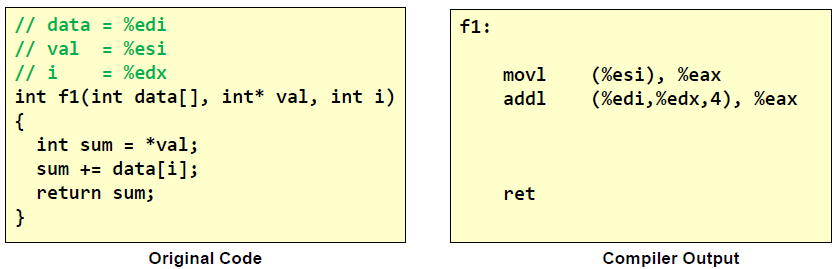 // data = %edi
// val  = %esi
// i    = %edx
int f1(int data[], int* val, int i)
{
  int sum = *val;
  sum += data[i];
  return sum;
}
Original Code
f1:
    movl    (%esi), %eax
    addl    (%edi,%edx,4), %eax
    ret
Compiler Output